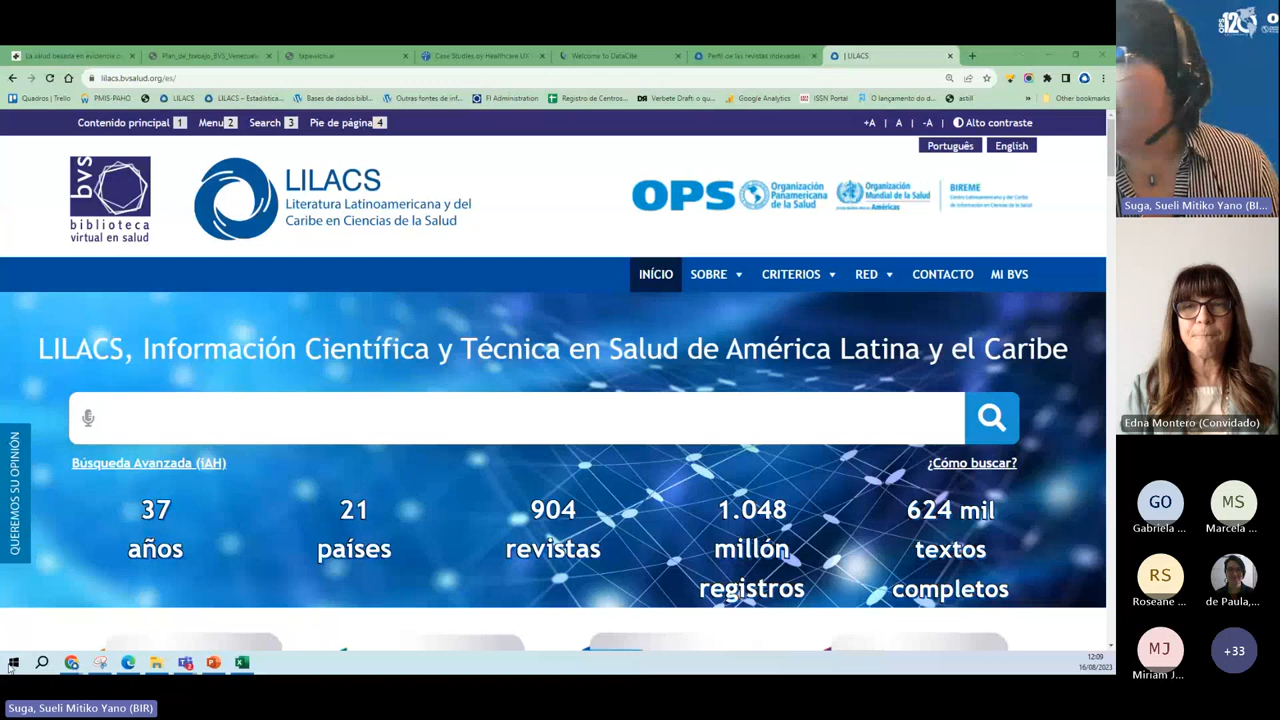 La salud basada en evidencia c
Plan_de_trabajo_BVS_Venezuela
tapawich.ai
Case Studies by Healthcare UX
Welcome to DataCite
Perfil de las revistas indexadas
| LILACS
lilacs.bvsalud.org/es/
Quadros | Trello
PMIS-PAHO
LILACS
LILACS – Estadística...
Bases de dados bibl...
Outras fontes de inf...
FI Administration
Registro de Centros...
Verbete Draft: o qu...
Google Analytics
ISSN Portal
O lançamento do d...
astill
»
Other bookmarks
Contenido principal 1
Menu 2
Search 3
Pie de página 4
+A | A | -A | Alto contraste
Português
English
bvs
biblioteca
virtual en salud
LILACS
Literatura Latinoamericana y del
Caribe en Ciencias de la Salud
OPS
Organización
Panamericana
de la Salud
Organización
Mundial de la Salud
Américas
BIREME
INÍCIO
SOBRE
CRITERIOS
RED
CONTACTO
MI BVS
LILACS, Información Científica y Técnica en Salud de América Latina y el Caribe
Búsqueda Avanzada (iAH)
¿Cómo buscar?
QUEREMOS SU OPINIÓN
37
años
21
países
904
revistas
1.048
millón
registros
624 mil
textos
completos
12:09
16/08/2023
OPS
120
Suga, Sueli Mitiko Yano (BI...
Edna Montero (Convidado)
GO
Gabriela ...
MS
Marcela ...
RS
Roseane ...
de Paula,...
MJ
Miriam J...
+33
Suga, Sueli Mitiko Yano (BIR)